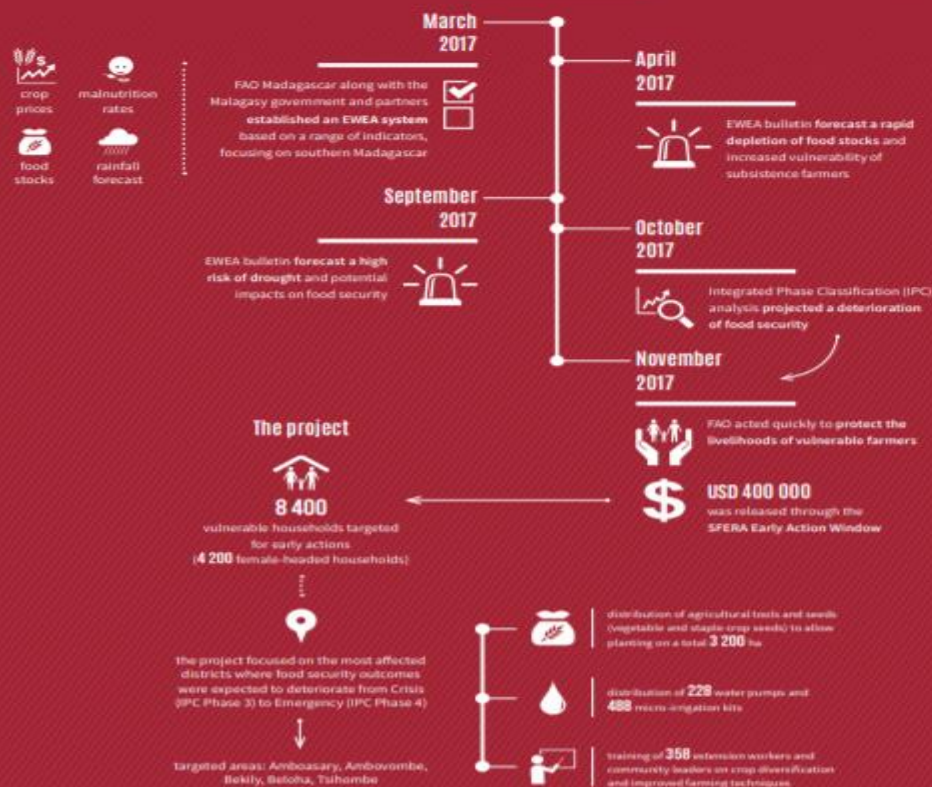 March
2017
crop
prices
malnutrition
rates
food
stocks
rainfall
forecast
FAO Madagascar along with the
Malagasy government and partners
established an EWEA system
based on a range of indicators,
focusing on southern Madagascar
April
2017
EWEA bulletin forecast a rapid
depletion of food stocks and
increased vulnerability of
subsistence farmers
September
2017
EWEA bulletin forecast a high
risk of drought and potential
impacts on food security
October
2017
Integrated Phase Classification (IPC)
analysis projected a deterioration
of food security
November
2017
FAO acted quickly to protect the
livelihoods of vulnerable farmers
USD 400 000
was released through the
SFERA Early Action Window
The project
8 400
vulnerable households targeted
for early actions
(4 200 female-headed households)
the project focused on the most affected
districts where food security outcomes
were expected to deteriorate from Crisis
(IPC Phase 3) to Emergency (IPC Phase 4)
targeted areas: Amboasary, Ambovombe,
Bekily, Beloha, Tsihombe
distribution of agricultural tools and seeds
(vegetable and staple crop seeds) to allow
planting on a total 3 200 ha
distribution of 228 water pumps and
488 micro-irrigation kits
training of 358 extension workers and
community leaders on crop diversification
and improved farming techniques